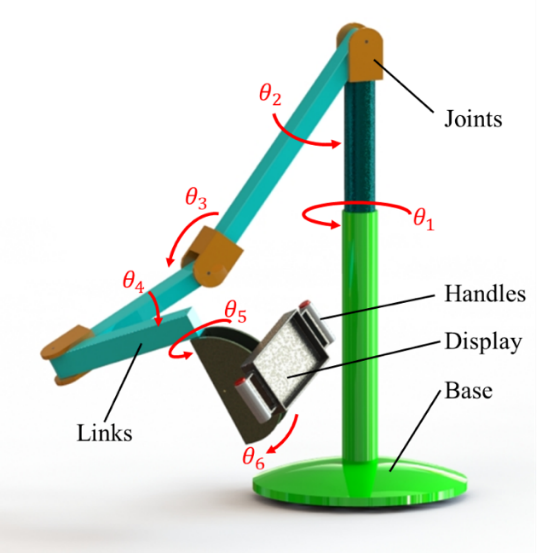 θ₂
Joints
θ₃
θ₁
θ₄
θ₅
Handles
Display
Base
Links
θ₆